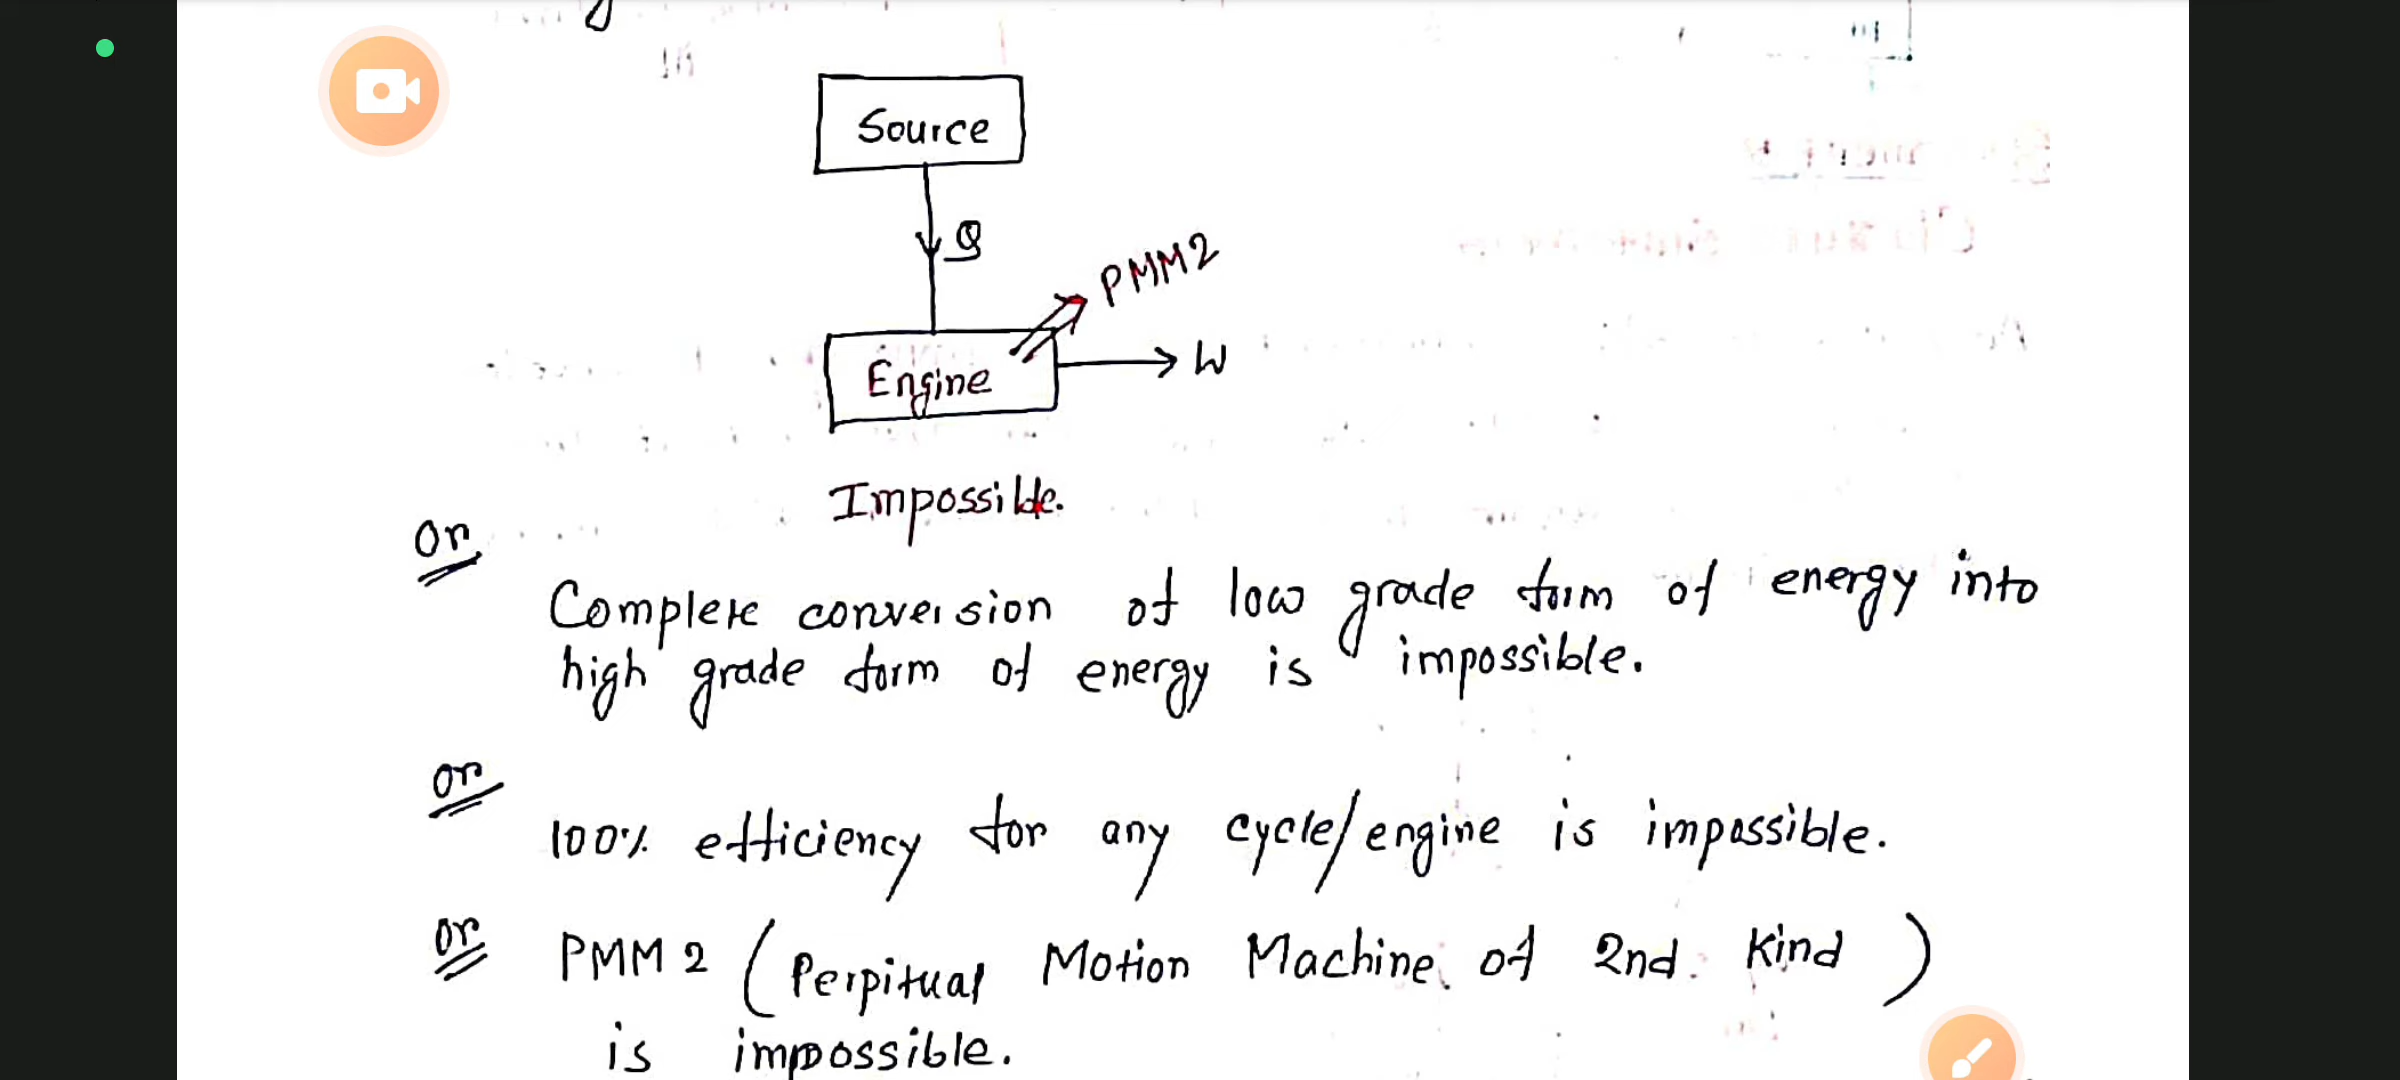 Source
Q
PMM2
Engine
W
Impossible.
or
Complete conversion of low grade form of energy into
high grade form of energy is impossible.
or
100% efficiency for any cycle/engine is impossible.
or PMM2 (Perpitual Motion Machine of 2nd Kind)
is impossible.